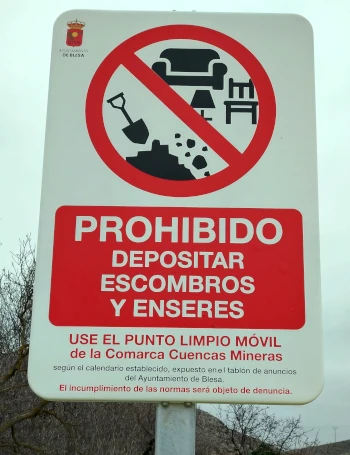 AYUNTAMIENTO
DE BLESA
PROHIBIDO
DEPOSITAR
ESCOMBROS
Y ENSERES
USE EL PUNTO LIMPIO MÓVIL
de la Comarca Cuencas Mineras
según el calendario establecido, expuesto en el tablón de anuncios
del Ayuntamiento de Blesa.
El incumplimiento de las normas será objeto de denuncia.